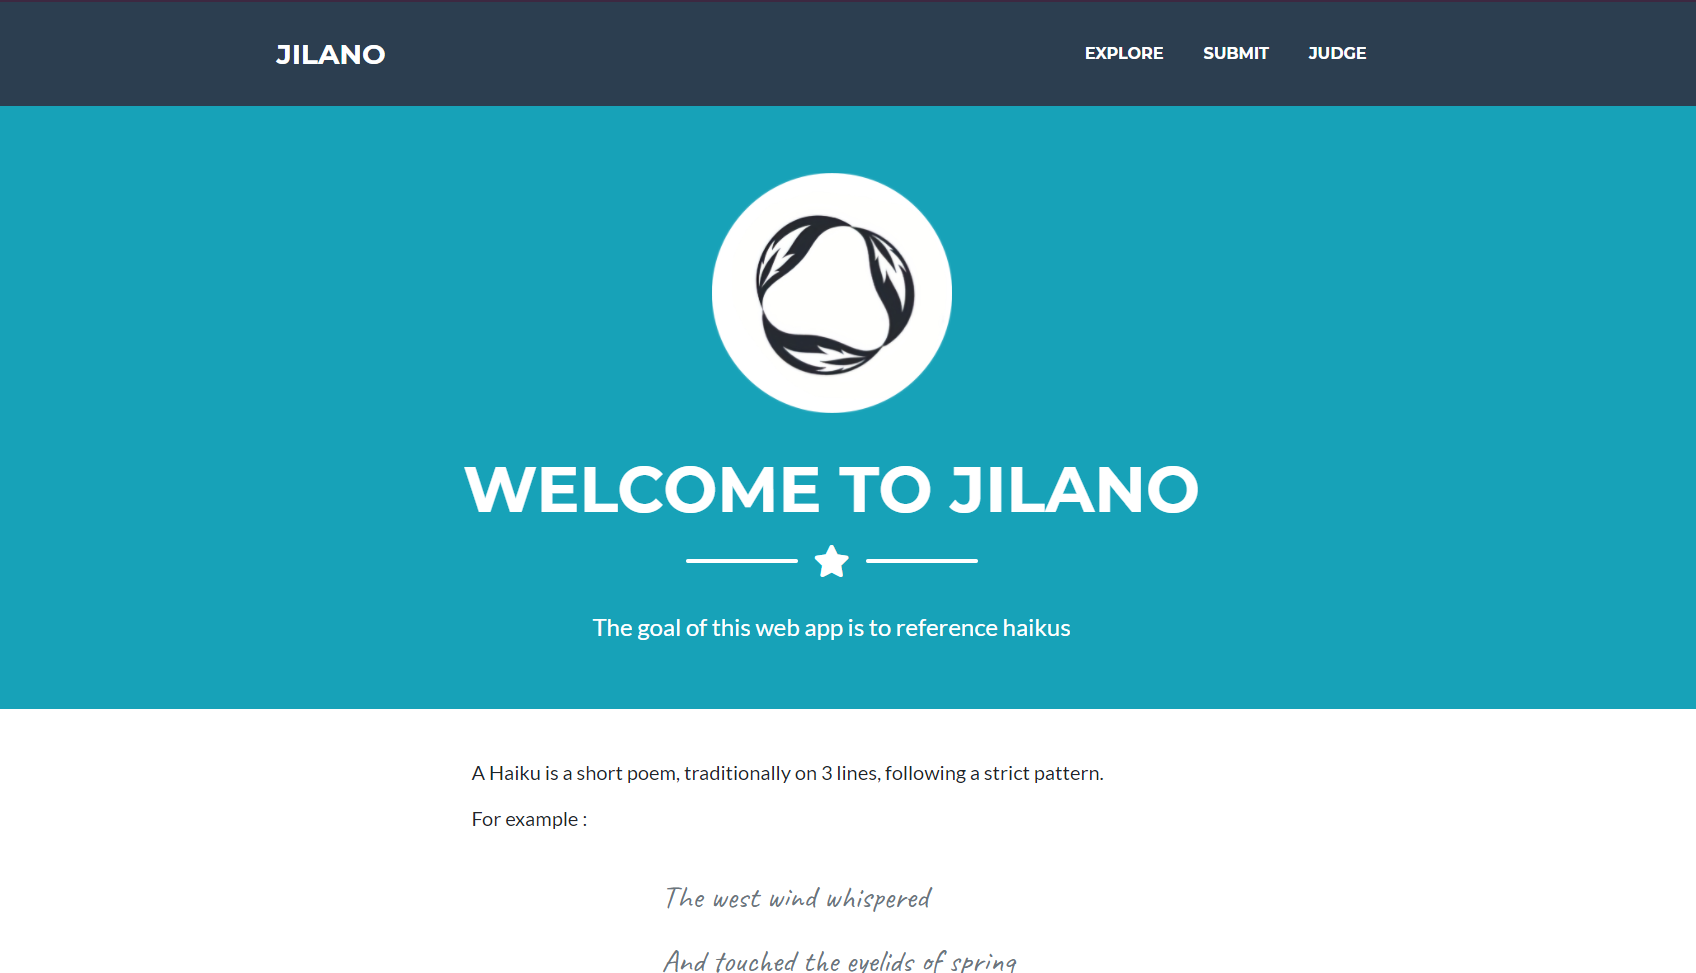 JILANO
EXPLORE SUBMIT JUDGE
WELCOME TO JILANO
The goal of this web app is to reference haikus
A Haiku is a short poem, traditionally on 3 lines, following a strict pattern.
For example :
The west wind whispered
And touched the eyelids of spring